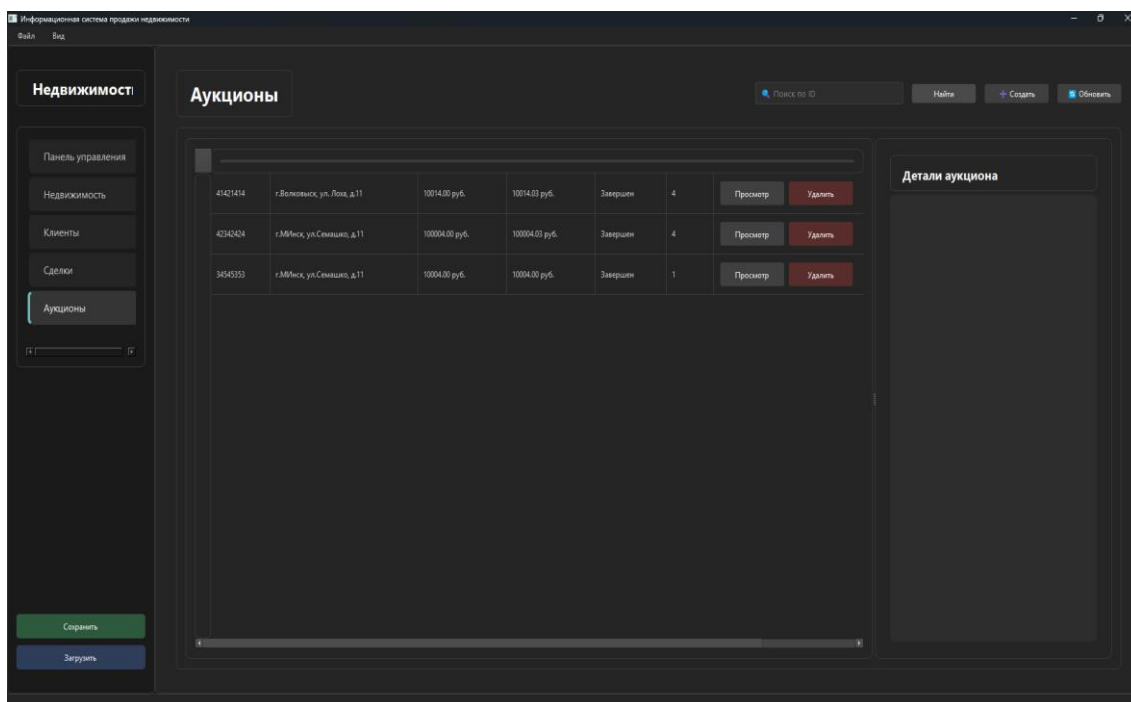 Информационная система продажи недвижимости
Файл Вид
Недвижимост
Аукционы
Поиск по ID
Найти
Создать
Обновить
Панель управления
Недвижимость
Клиенты
Сделки
Аукционы
41421414 г.Волковыск, ул. Лоха, д.11 10014.00 руб. 10014.03 руб. Завершен 4 Просмотр Удалить
42342424 г.МИнск, ул.Семашко, д.11 100004.00 руб. 100004.03 руб. Завершен 4 Просмотр Удалить
34545353 г.МИнск, ул.Семашко, д.11 10004.00 руб. 10004.00 руб. Завершен 1 Просмотр Удалить
Детали аукциона
Сохранить
Загрузить